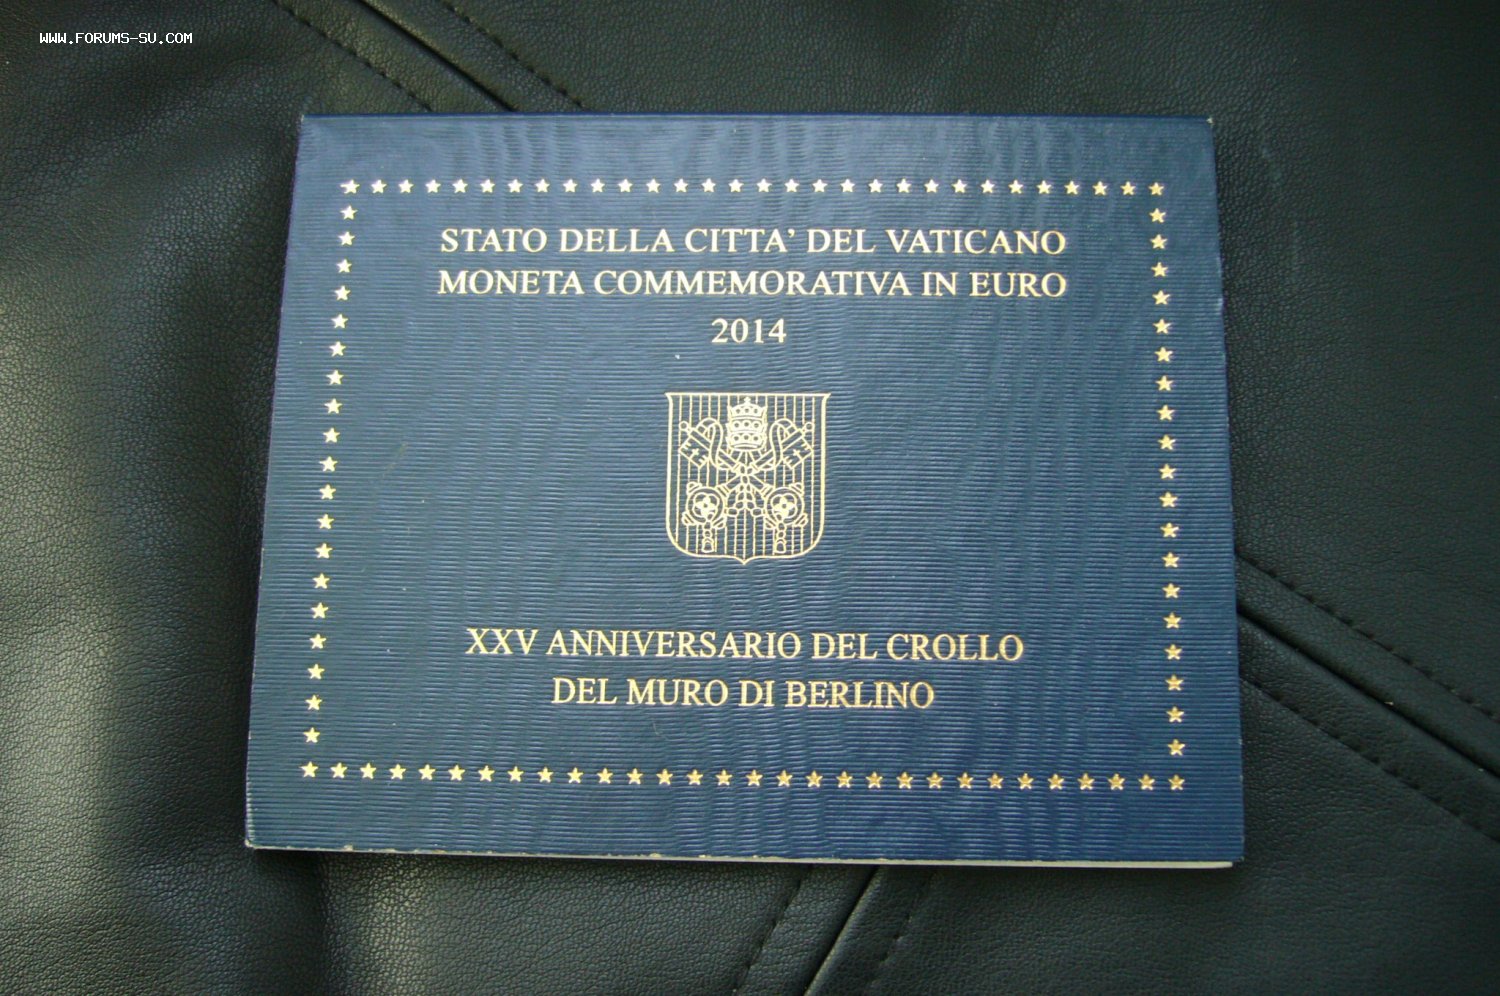 WWW.FORUMS-SU.COM
STATO DELLA CITTA' DEL VATICANO
MONETA COMMEMORATIVA IN EURO
2014
XXV ANNIVERSARIO DEL CROLLO
DEL MURO DI BERLINO